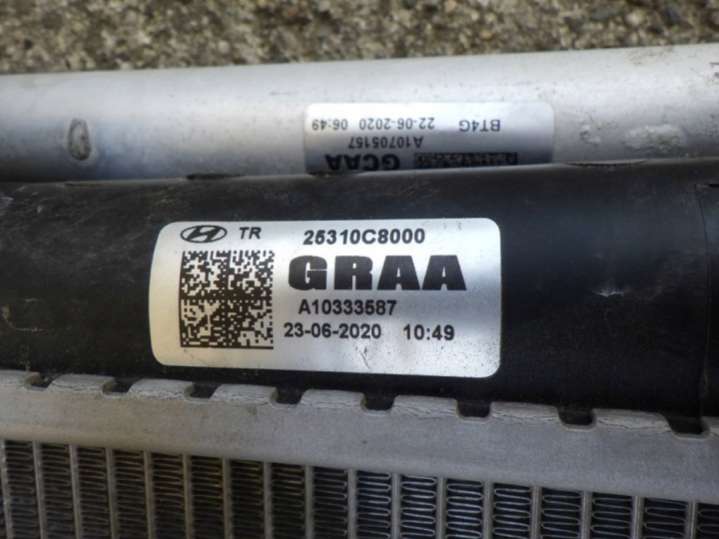 BT4G
22-06-2020 06:49
A10705157
GCAA
TR 25310C8000
GRAA
A10333587
23-06-2020 10:49